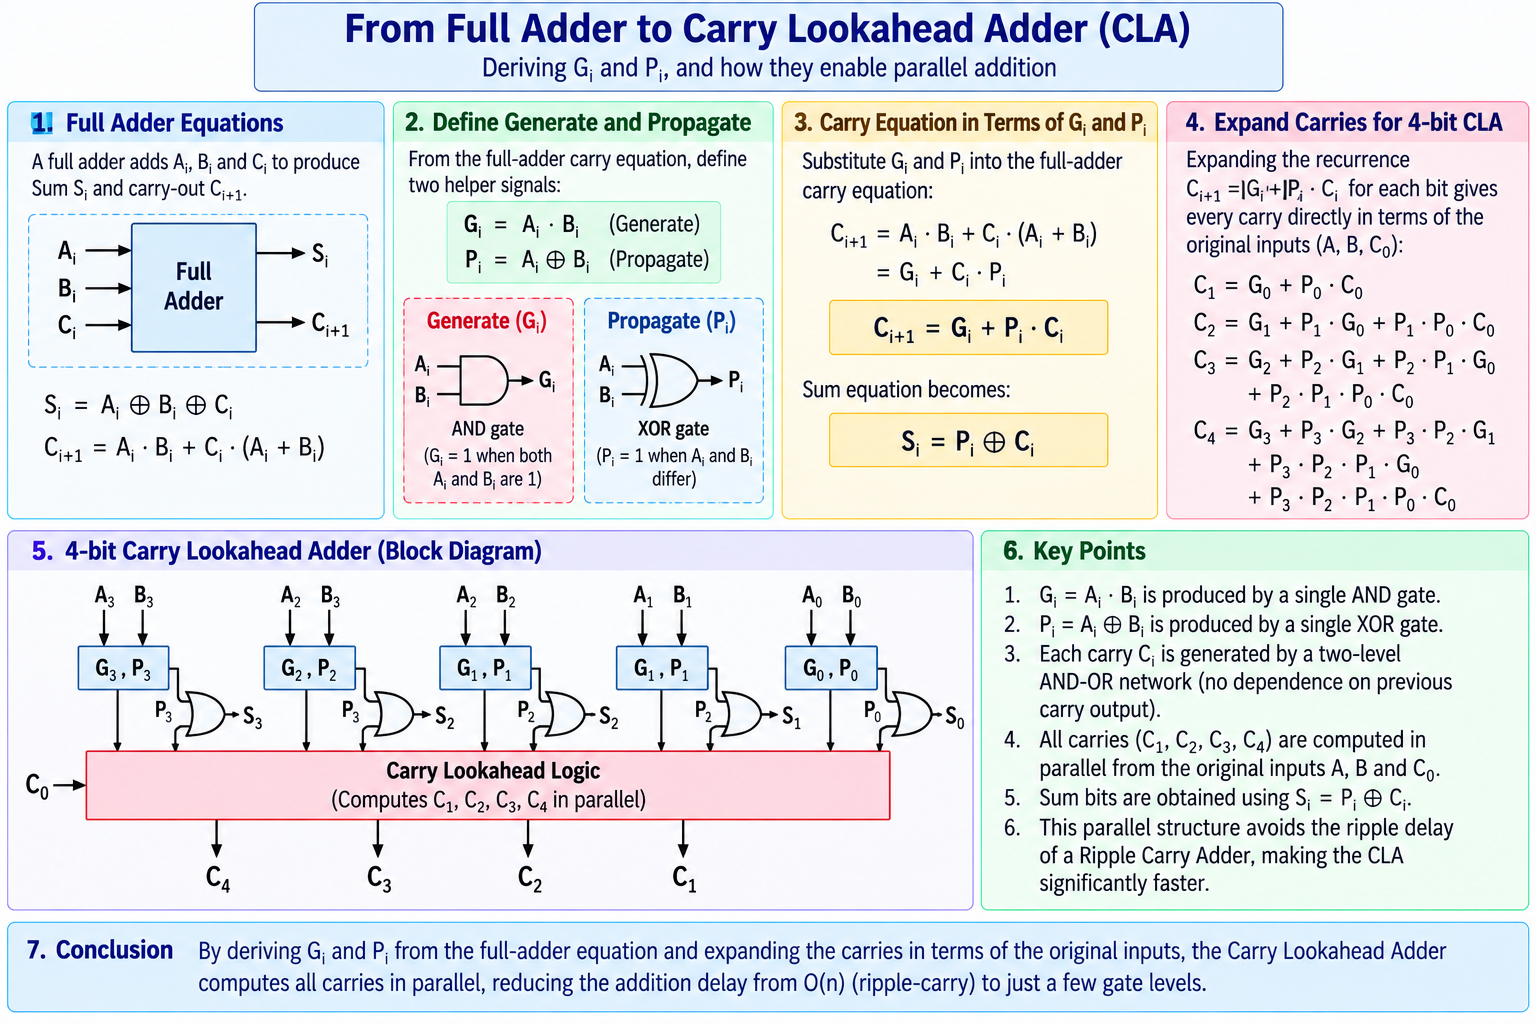 From Full Adder to Carry Lookahead Adder (CLA)
Deriving Gᵢ and Pᵢ, and how they enable parallel addition
1. Full Adder Equations
A full adder adds Aᵢ, Bᵢ and Cᵢ to produce
Sum Sᵢ and carry-out Cᵢ₊₁.
Aᵢ
Bᵢ
Cᵢ
Full
Adder
Sᵢ
Cᵢ₊₁
Sᵢ = Aᵢ ⊕ Bᵢ ⊕ Cᵢ
Cᵢ₊₁ = Aᵢ · Bᵢ + Cᵢ · (Aᵢ + Bᵢ)
2. Define Generate and Propagate
From the full-adder carry equation, define
two helper signals:
Gᵢ = Aᵢ · Bᵢ (Generate)
Pᵢ = Aᵢ ⊕ Bᵢ (Propagate)
Generate (Gᵢ)
Aᵢ
Bᵢ
Gᵢ
AND gate
(Gᵢ = 1 when both
Aᵢ and Bᵢ are 1)
Propagate (Pᵢ)
Aᵢ
Bᵢ
Pᵢ
XOR gate
(Pᵢ = 1 when Aᵢ and Bᵢ
differ)
3. Carry Equation in Terms of Gᵢ and Pᵢ
Substitute Gᵢ and Pᵢ into the full-adder
carry equation:
Cᵢ₊₁ = Aᵢ · Bᵢ + Cᵢ · (Aᵢ + Bᵢ)
= Gᵢ + Cᵢ · Pᵢ
Cᵢ₊₁ = Gᵢ + Pᵢ · Cᵢ
Sum equation becomes:
Sᵢ = Pᵢ ⊕ Cᵢ
4. Expand Carries for 4-bit CLA
Expanding the recurrence
Cᵢ₊₁ =|Gᵢ+|Pᵢ · Cᵢ for each bit gives
every carry directly in terms of the
original inputs (A, B, C₀):
C₁ = G₀ + P₀ · C₀
C₂ = G₁ + P₁ · G₀ + P₁ · P₀ · C₀
C₃ = G₂ + P₂ · G₁ + P₂ · P₁ · G₀
+ P₂ · P₁ · P₀ · C₀
C₄ = G₃ + P₃ · G₂ + P₃ · P₂ · G₁
+ P₃ · P₂ · P₁ · G₀
+ P₃ · P₂ · P₁ · P₀ · C₀
5. 4-bit Carry Lookahead Adder (Block Diagram)
A₃ B₃ A₂ B₃ A₂ B₂ A₁ B₁ A₀ B₀
G₃, P₃ G₂, P₂ G₁, P₁ G₁, P₁ G₀, P₀
P₃ S₃ P₃ S₂ P₂ S₂ P₂ S₁ P₀ S₀
C₀
Carry Lookahead Logic
(Computes C₁, C₂, C₃, C₄ in parallel)
C₄ C₃ C₂ C₁
6. Key Points
1. Gᵢ = Aᵢ · Bᵢ is produced by a single AND gate.
2. Pᵢ = Aᵢ ⊕ Bᵢ is produced by a single XOR gate.
3. Each carry Cᵢ is generated by a two-level
AND-OR network (no dependence on previous
carry output).
4. All carries (C₁, C₂, C₃, C₄) are computed in
parallel from the original inputs A, B and C₀.
5. Sum bits are obtained using Sᵢ = Pᵢ ⊕ Cᵢ.
6. This parallel structure avoids the ripple delay
of a Ripple Carry Adder, making the CLA
significantly faster.
7. Conclusion
By deriving Gᵢ and Pᵢ from the full-adder equation and expanding the carries in terms of the original inputs, the Carry Lookahead Adder
computes all carries in parallel, reducing the addition delay from O(n) (ripple-carry) to just a few gate levels.